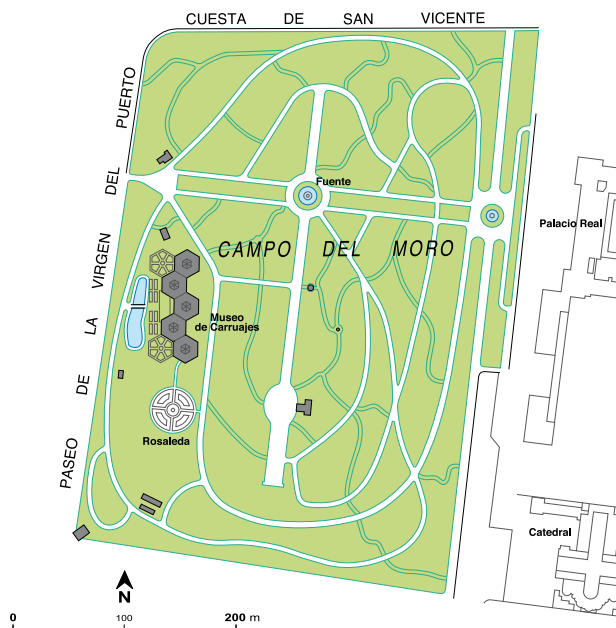 CUESTA DE SAN VICENTE
PASEO DE LA VIRGEN DEL PUERTO
Fuente
Palacio Real
CAMPO DEL MORO
Museo
de Carruajes
Rosaleda
Catedral
N
0 100 200 m